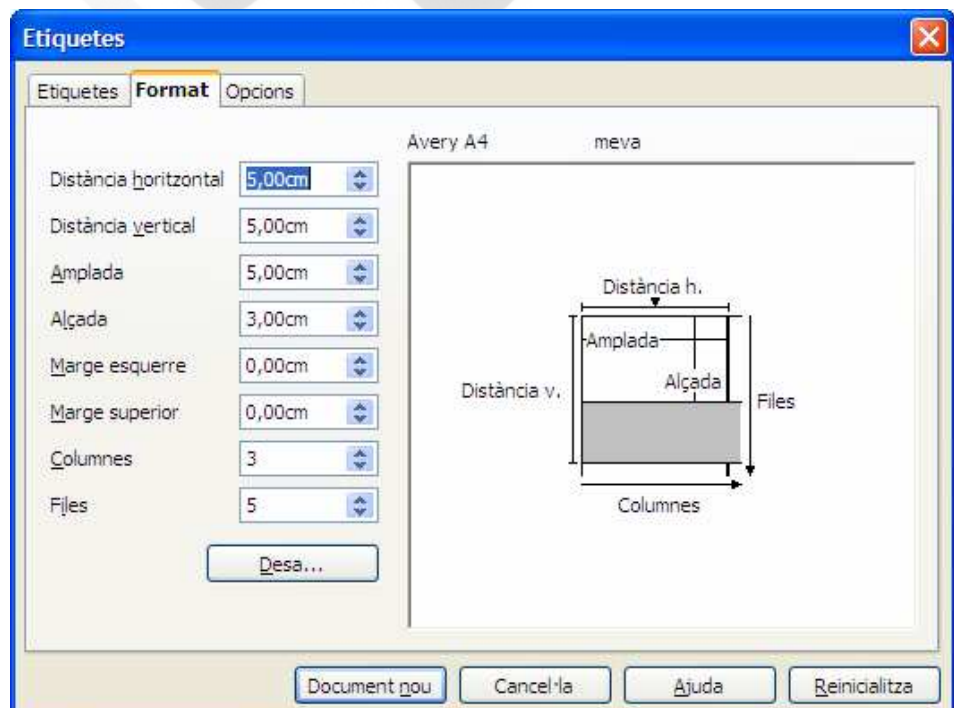 Etiquetes
Etiquetes Format Opcions
Avery A4 meva
Distància horitzontal 5,00cm
Distància vertical 5,00cm
Amplada 5,00cm
Alçada 3,00cm
Marge esquerre 0,00cm
Marge superior 0,00cm
Columnes 3
Files 5
Desa...
Distància h.
Amplada
Alçada
Distància v.
Files
Columnes
Document nou Cancel·la Ajuda Reinicialitza